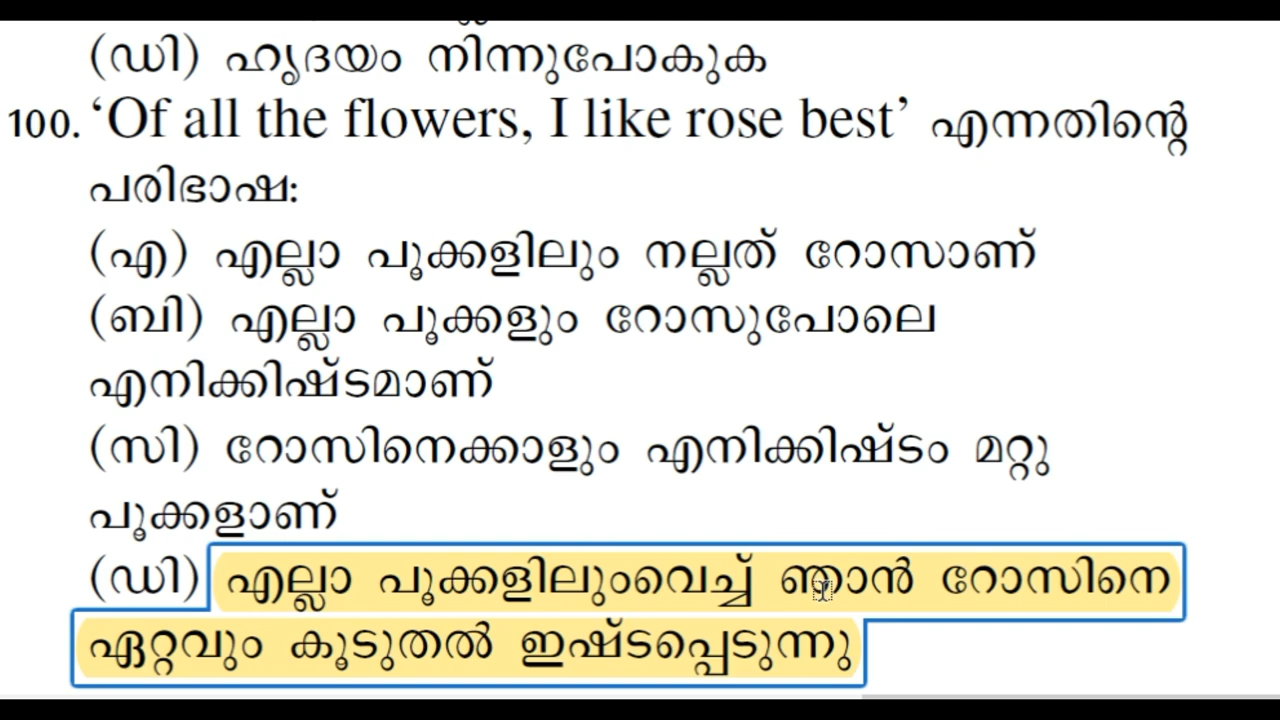 (ഡി) ഹൃദയം നിന്നുപോകുക
100. ‘Of all the flowers, I like rose best’ എന്നതിന്റെ
പരിഭാഷ:
(എ) എല്ലാ പൂക്കളിലും നല്ലത് റോസാണ്
(ബി) എല്ലാ പൂക്കളും റോസുപോലെ
എനിക്കിഷ്ടമാണ്
(സി) റോസിനെക്കാളും എനിക്കിഷ്ടം മറ്റു
പൂക്കളാണ്
(ഡി) എല്ലാ പൂക്കളിലുംവെച്ച് ഞാൻ റോസിനെ
ഏറ്റവും കൂടുതൽ ഇഷ്ടപ്പെടുന്നു